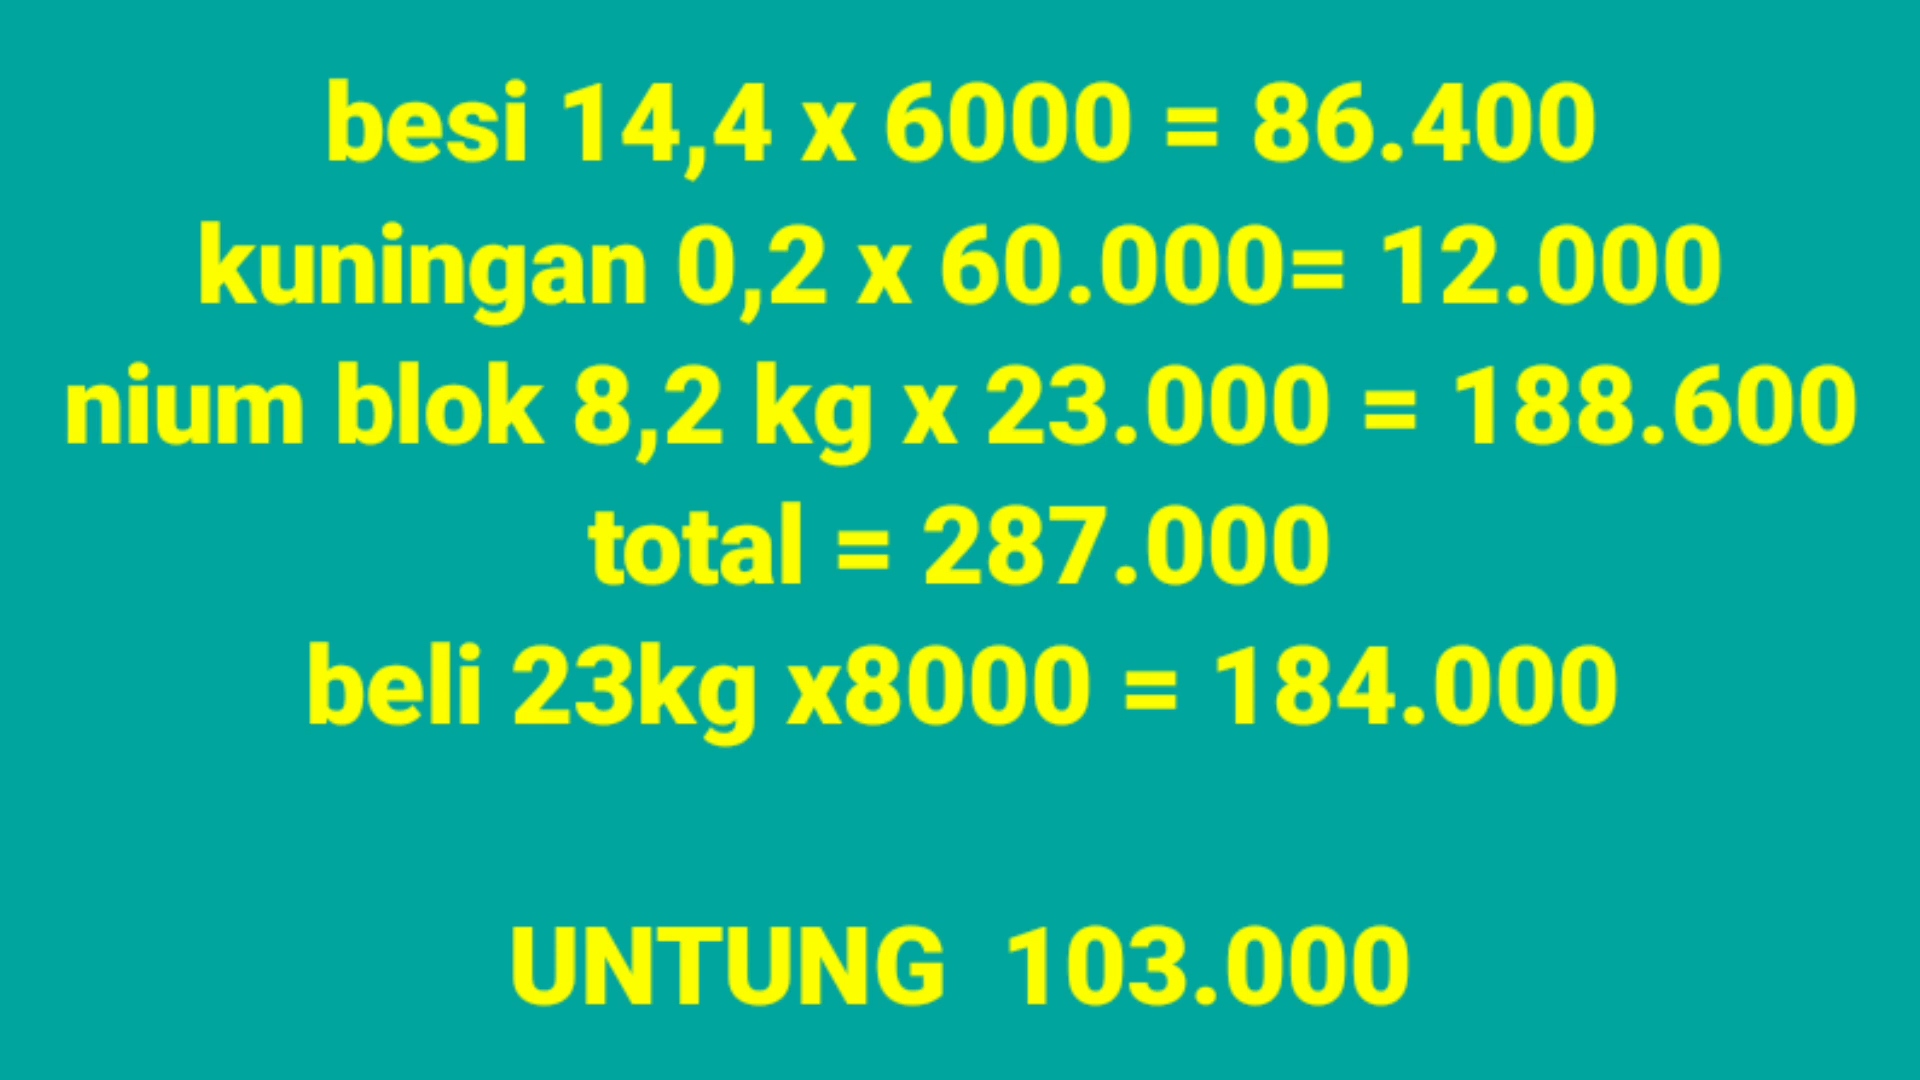 besi 14,4 x 6000 = 86.400
kuningan 0,2 x 60.000= 12.000
nium blok 8,2 kg x 23.000 = 188.600
total = 287.000
beli 23kg x8000 = 184.000
UNTUNG  103.000